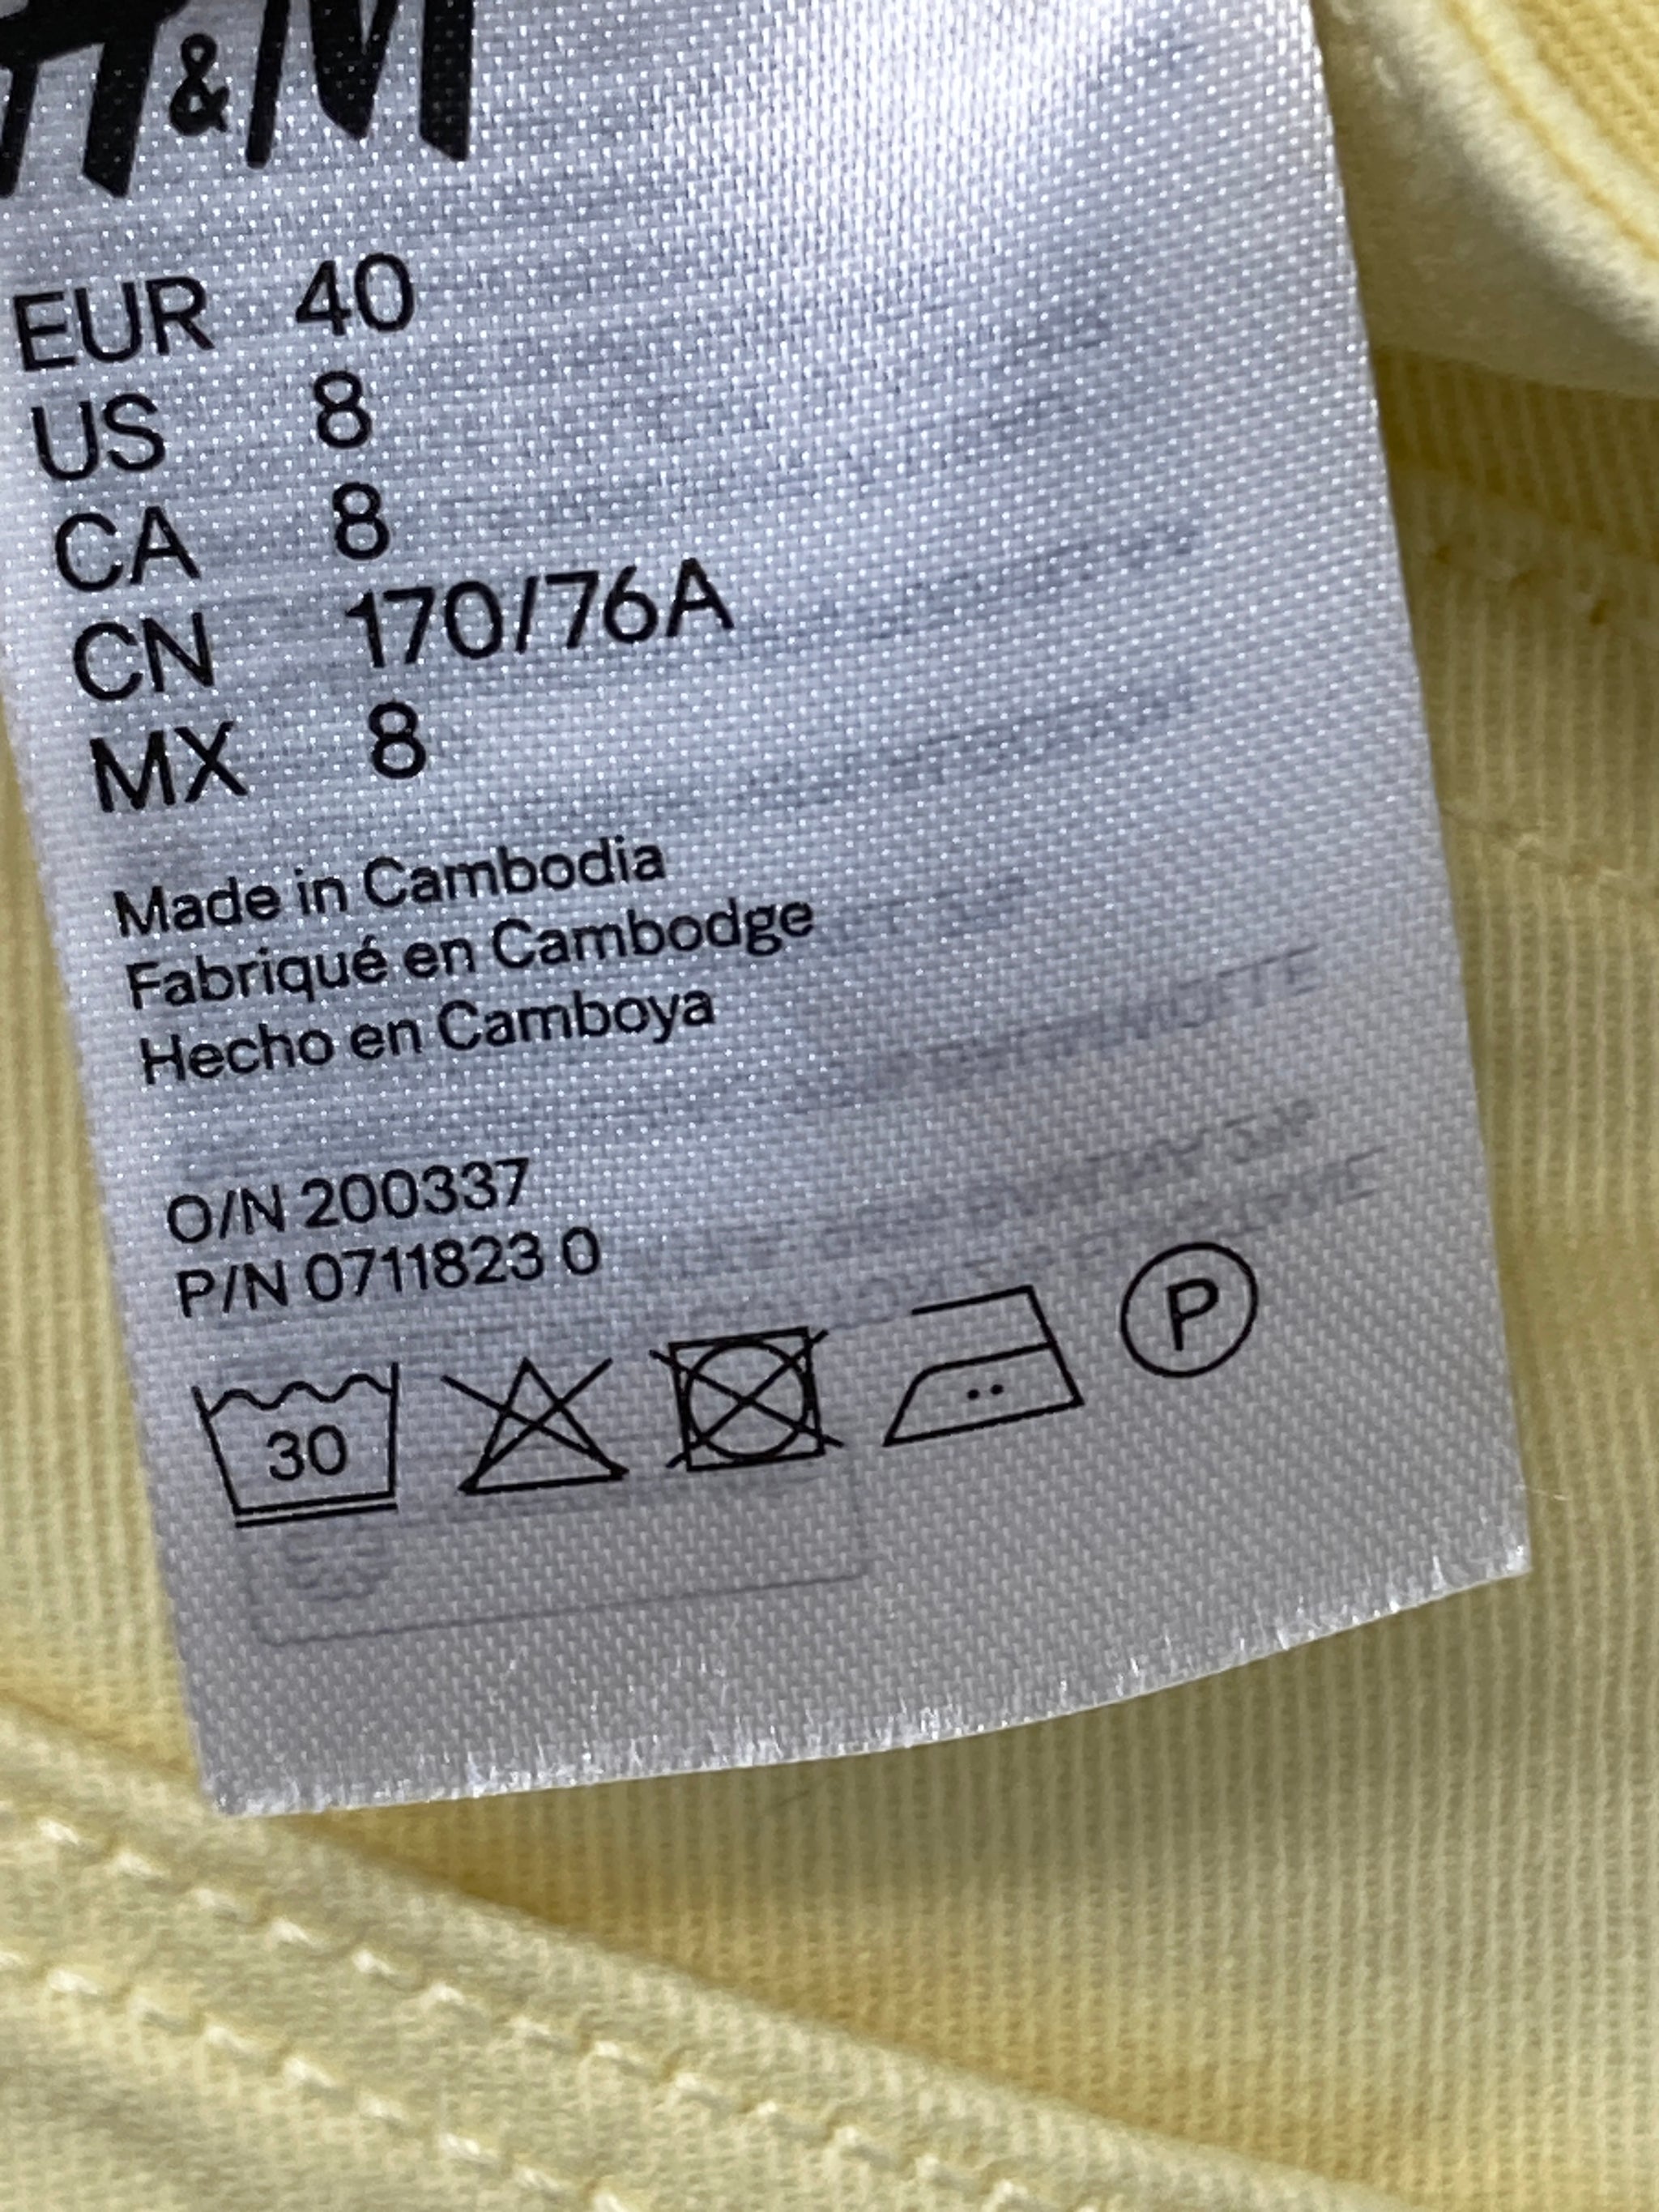 H&M
EUR 40
US 8
CA 8
CN 170/76A
MX 8
Made in Cambodia
Fabriqué en Cambodge
Hecho en Camboya
O/N 200337
P/N 0711823 0
30
P